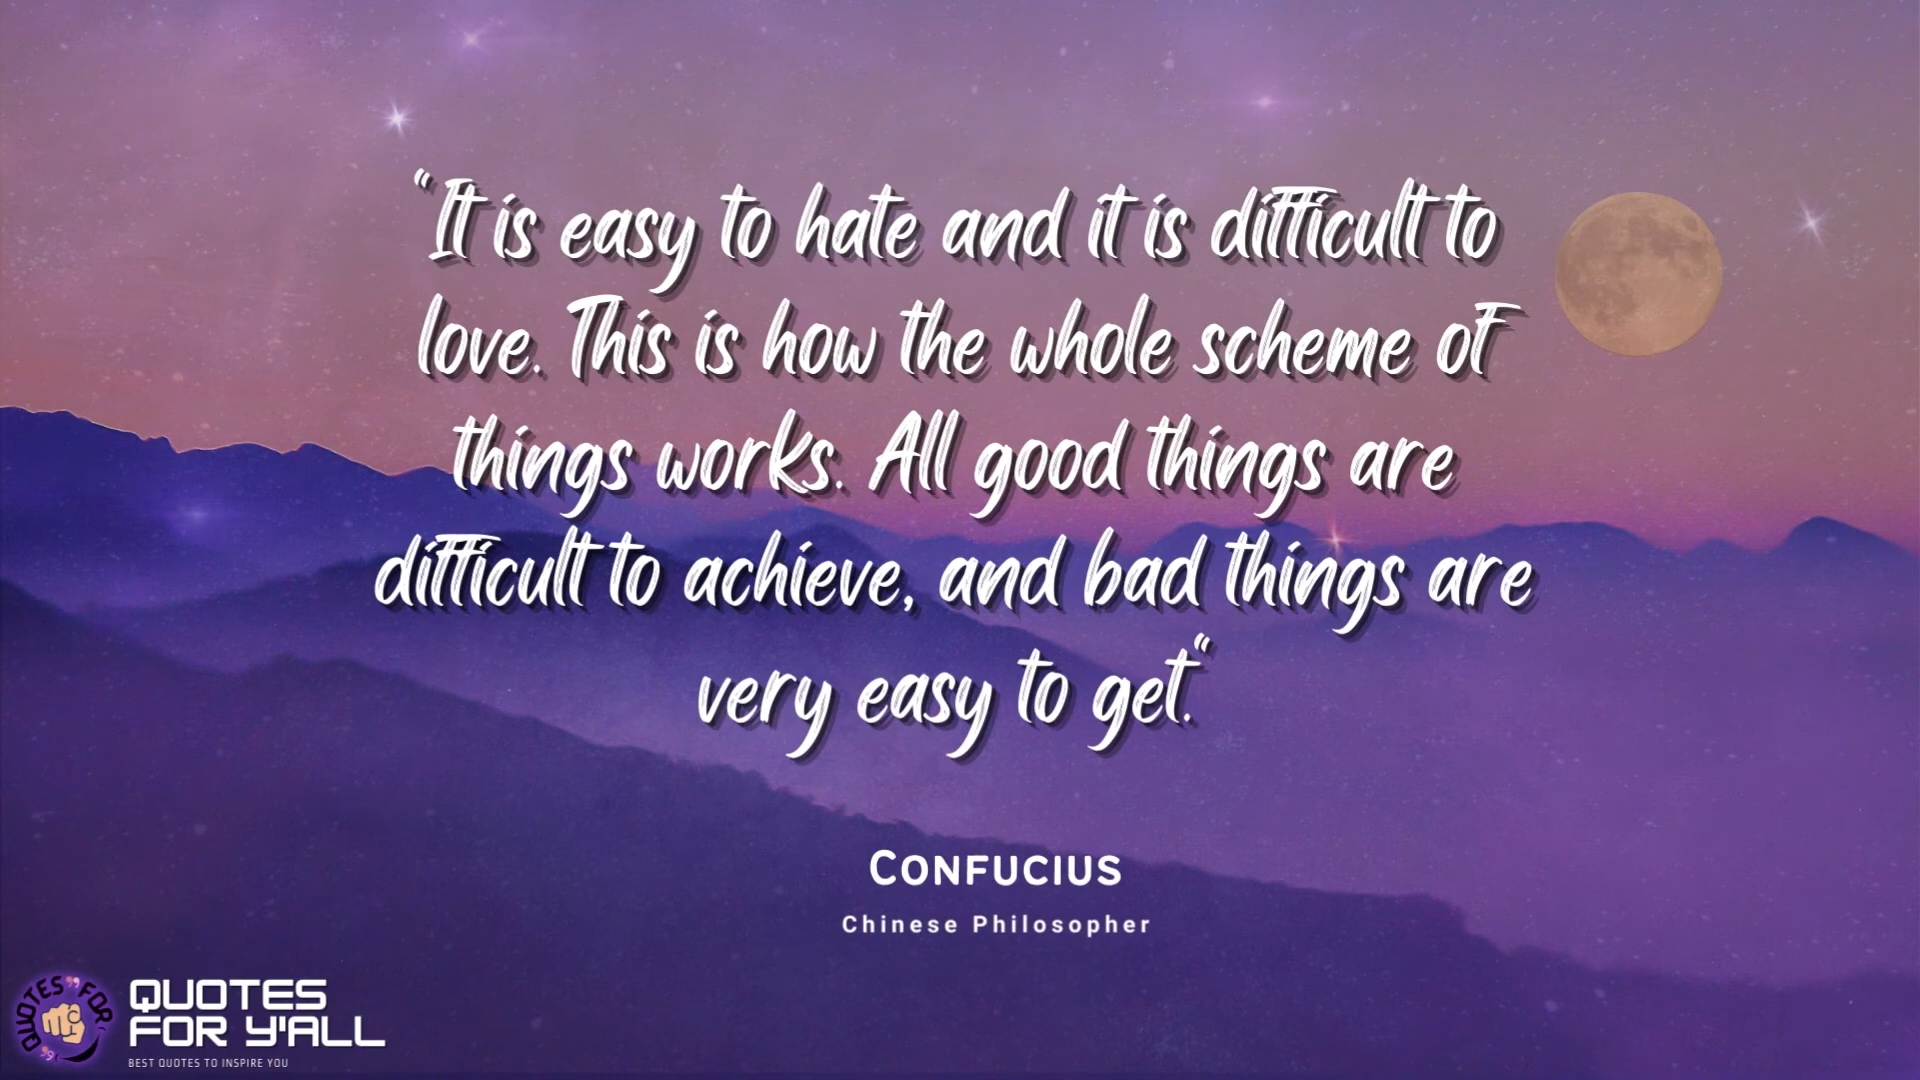 "It is easy to hate and it is difficult to
love. This is how the whole scheme of
things works. All good things are
difficult to achieve, and bad things are
very easy to get."
Confucius
Chinese Philosopher
QUOTES FOR
QUOTES
FOR Y'ALL
BEST QUOTES TO INSPIRE YOU